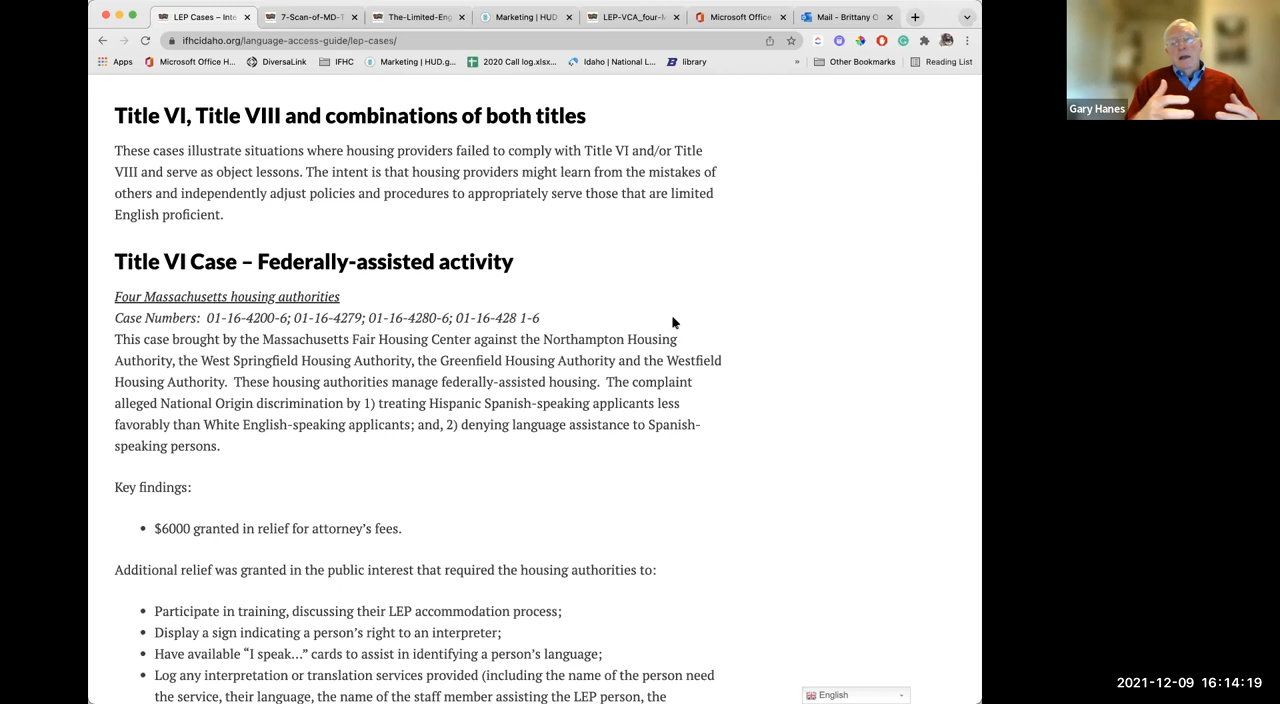 LEP Cases – Inte
7-Scan-of-MD-T
The-Limited-Eng
Marketing | HUD
LEP-VCA_four-M
Microsoft Office
Mail - Brittany O
ifhcidaho.org/language-access-guide/lep-cases/
Apps
Microsoft Office H...
DiversaLink
IFHC
Marketing | HUD.g...
2020 Call log.xlsx...
Idaho | National L...
library
»
Other Bookmarks
Reading List
Gary Hanes
Title VI, Title VIII and combinations of both titles
These cases illustrate situations where housing providers failed to comply with Title VI and/or Title
VIII and serve as object lessons. The intent is that housing providers might learn from the mistakes of
others and independently adjust policies and procedures to appropriately serve those that are limited
English proficient.
Title VI Case – Federally-assisted activity
Four Massachusetts housing authorities
Case Numbers: 01-16-4200-6; 01-16-4279; 01-16-4280-6; 01-16-428 1-6
This case brought by the Massachusetts Fair Housing Center against the Northampton Housing
Authority, the West Springfield Housing Authority, the Greenfield Housing Authority and the Westfield
Housing Authority. These housing authorities manage federally-assisted housing. The complaint
alleged National Origin discrimination by 1) treating Hispanic Spanish-speaking applicants less
favorably than White English-speaking applicants; and, 2) denying language assistance to Spanish-
speaking persons.
Key findings:
• $6000 granted in relief for attorney's fees.
Additional relief was granted in the public interest that required the housing authorities to:
• Participate in training, discussing their LEP accommodation process;
• Display a sign indicating a person's right to an interpreter;
• Have available “I speak…” cards to assist in identifying a person's language;
• Log any interpretation or translation services provided (including the name of the person need
the service, their language, the name of the staff member assisting the LEP person, the
English
2021-12-09 16:14:19